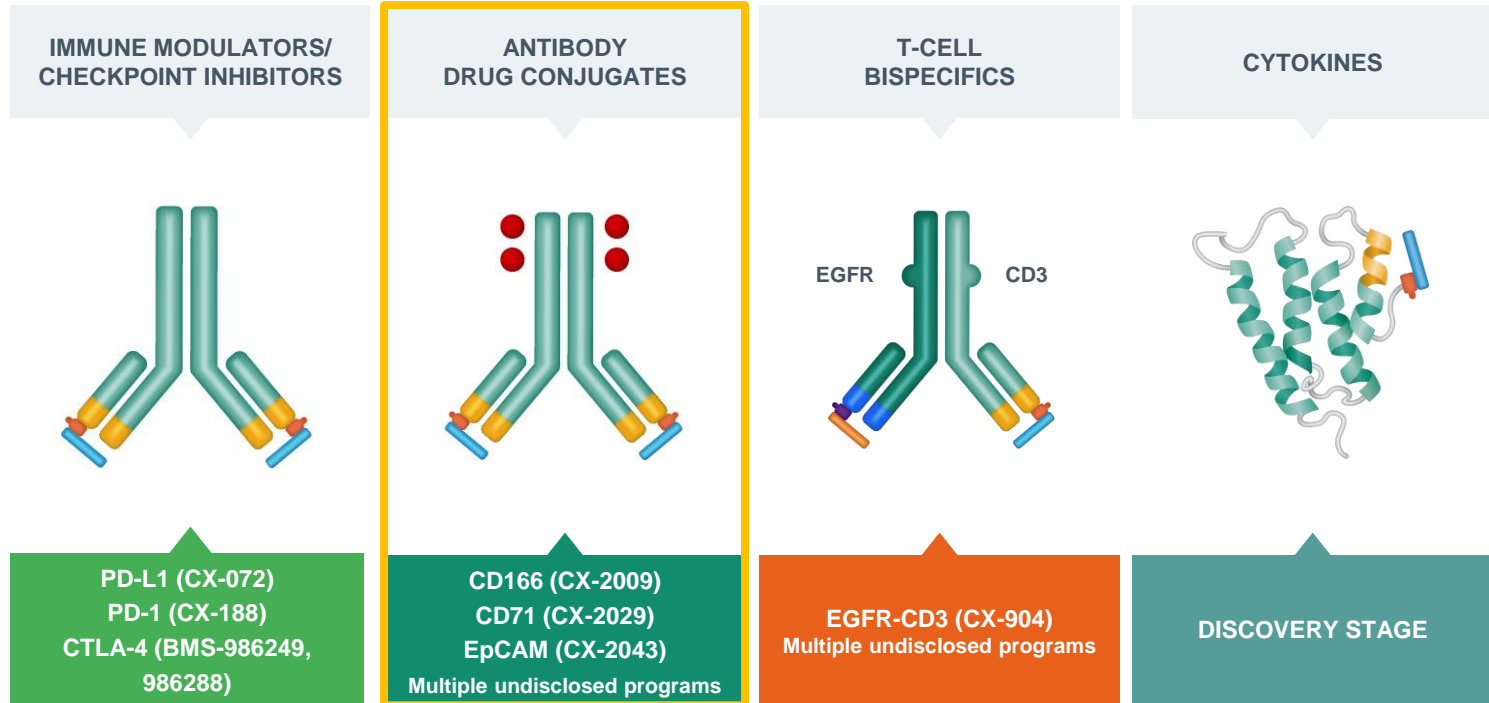 IMMUNE MODULATORS/
CHECKPOINT INHIBITORS
ANTIBODY
DRUG CONJUGATES
T-CELL
BISPECIFICS
CYTOKINES
EGFR
CD3
PD-L1 (CX-072)
PD-1 (CX-188)
CTLA-4 (BMS-986249,
986288)
CD166 (CX-2009)
CD71 (CX-2029)
EpCAM (CX-2043)
Multiple undisclosed programs
EGFR-CD3 (CX-904)
Multiple undisclosed programs
DISCOVERY STAGE